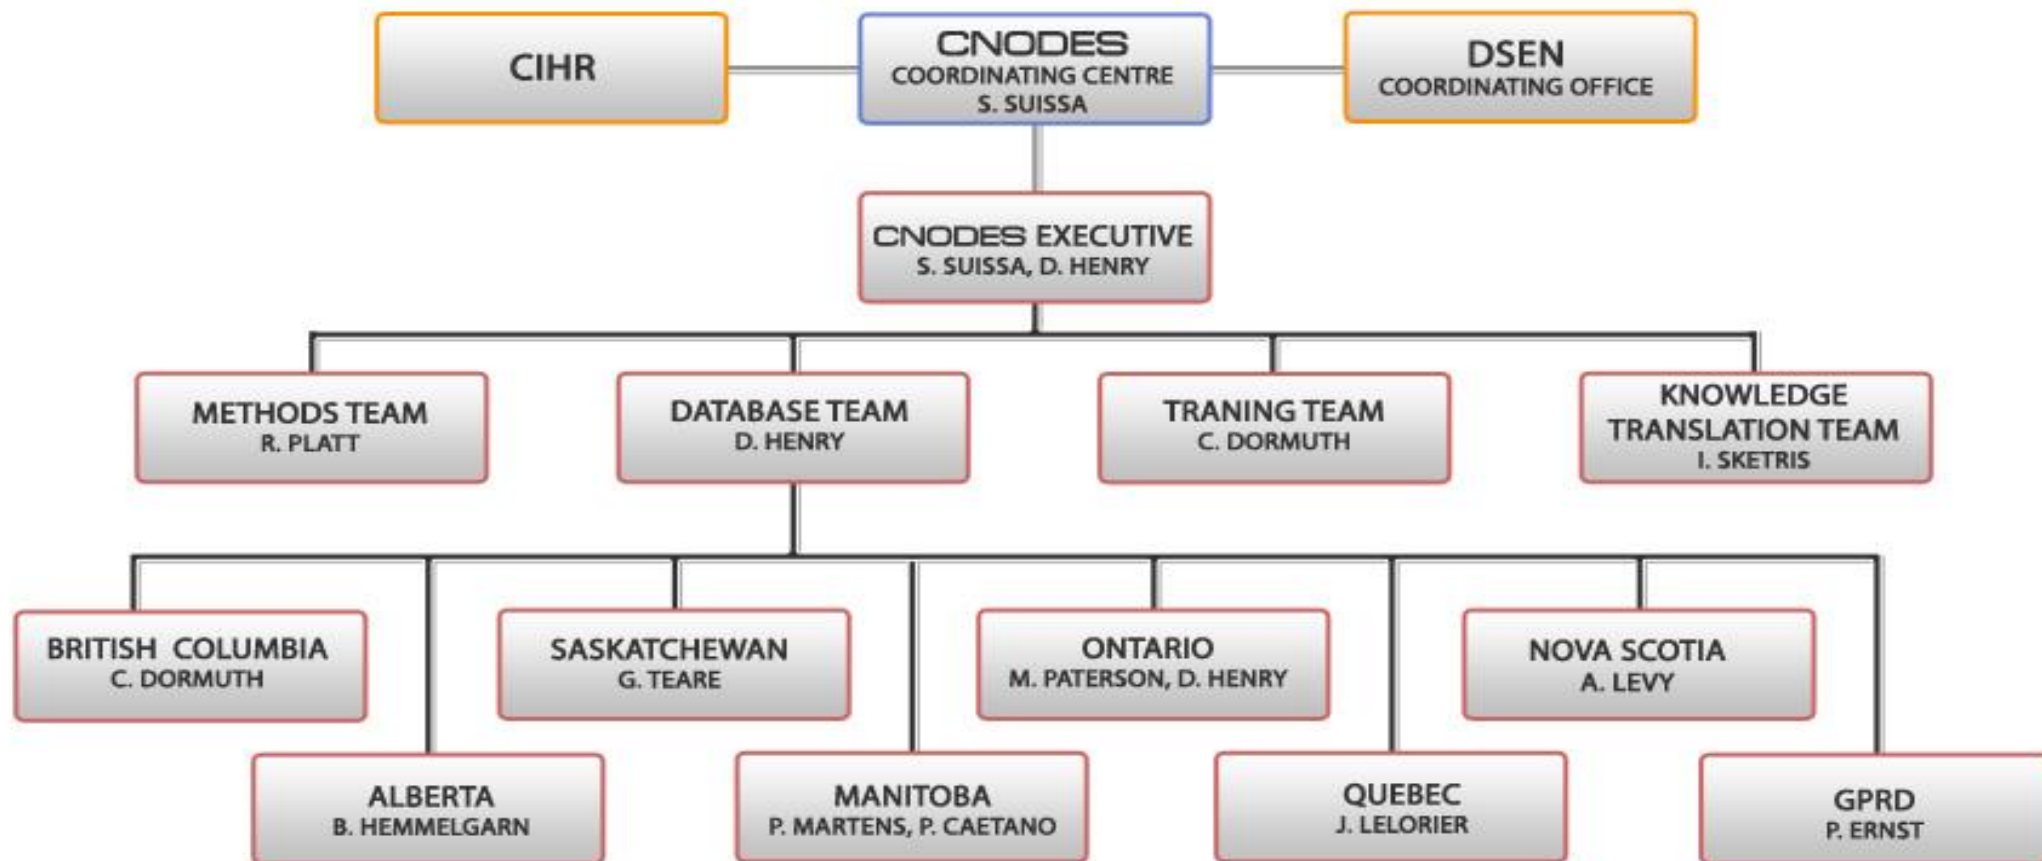 CIHR
CNODES
COORDINATING CENTRE
S. SUISSA
DSEN
COORDINATING OFFICE
CNODES EXECUTIVE
S. SUISSA, D. HENRY
METHODS TEAM
R. PLATT
DATABASE TEAM
D. HENRY
TRANING TEAM
C. DORMUTH
KNOWLEDGE
TRANSLATION TEAM
I. SKETRIS
BRITISH COLUMBIA
C. DORMUTH
SASKATCHEWAN
G. TEARE
ONTARIO
M. PATERSON, D. HENRY
NOVA SCOTIA
A. LEVY
ALBERTA
B. HEMMELGARN
MANITOBA
P. MARTENS, P. CAETANO
QUEBEC
J. LELORIER
GPRD
P. ERNST